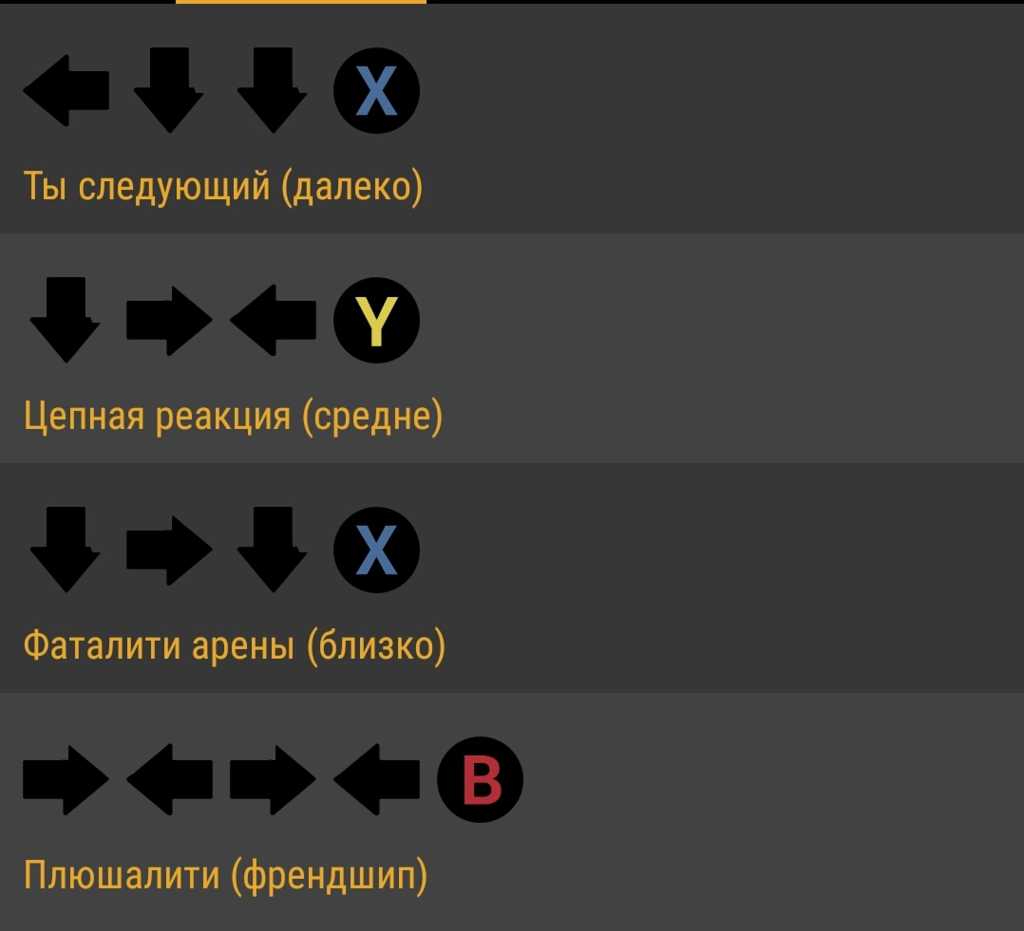 X
Ты следующий (далеко)
Y
Цепная реакция (средне)
X
Фаталити арены (близко)
B
Плюшалити (френдшип)